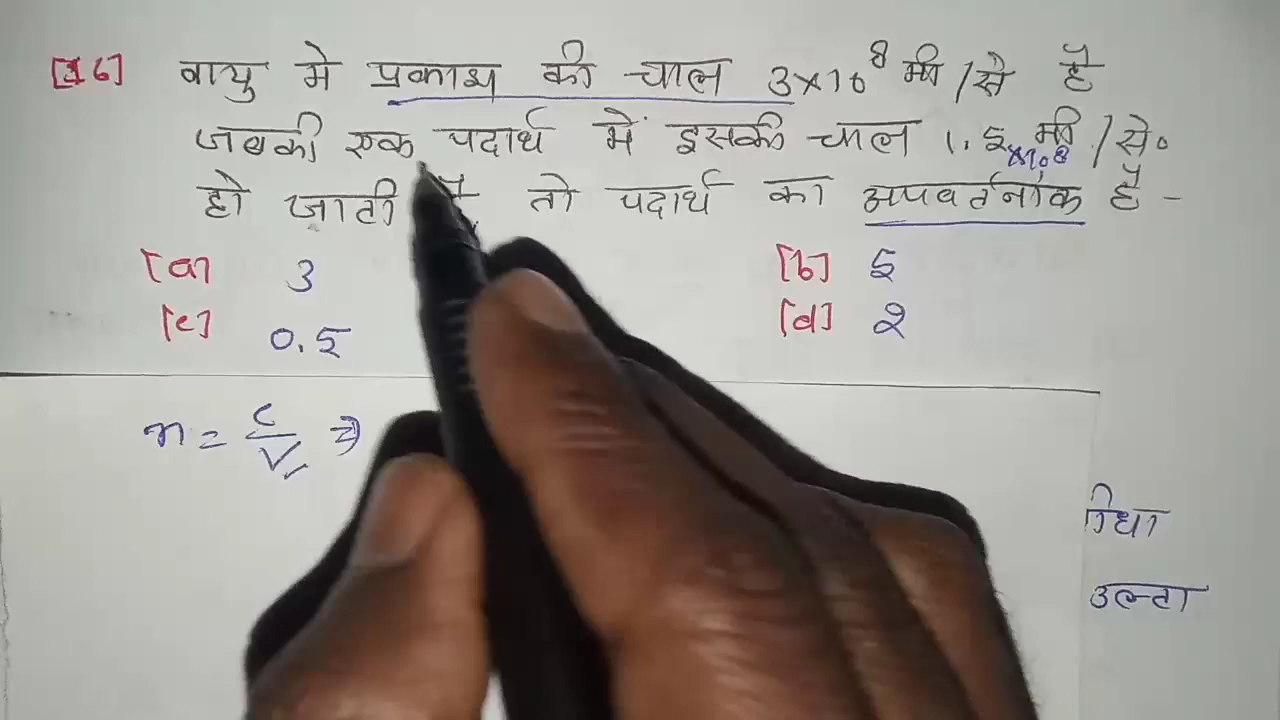 [16] वायु मे प्रकाश की चाल 3×10⁸ मी/से है
जबकी एक पदार्थ में इसकी चाल 1.5×10⁸ मी/से०
हो जाती है तो पदार्थ का अपवर्तनांक है -
[a] 3 [b] 5
[c] 0.5 [d] 2
n = c/v ⇒
उल्टा